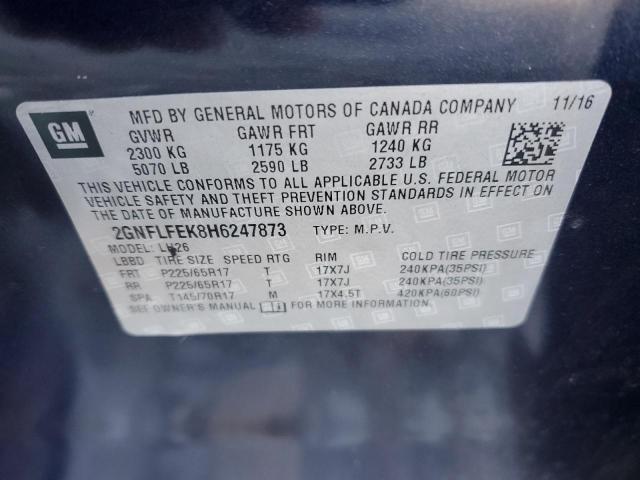 GM
MFD BY GENERAL MOTORS OF CANADA COMPANY 11/16
GVWR GAWR FRT GAWR RR
2300 KG 1175 KG 1240 KG
5070 LB 2590 LB 2733 LB
THIS VEHICLE CONFORMS TO ALL APPLICABLE U.S. FEDERAL MOTOR
VEHICLE SAFETY AND THEFT PREVENTION STANDARDS IN EFFECT ON
THE DATE OF MANUFACTURE SHOWN ABOVE.
2GNFLFEK8H6247873 TYPE: M.P.V.
MODEL: LH26
LBBD TIRE SIZE SPEED RTG RIM COLD TIRE PRESSURE
FRT P225/65R17 T 17X7J 240KPA(35PSI)
RR P225/65R17 T 17X7J 240KPA(35PSI)
SPA T145/70R17 M 17X4.5T 420KPA(60PSI)
SEE OWNER'S MANUAL FOR MORE INFORMATION.